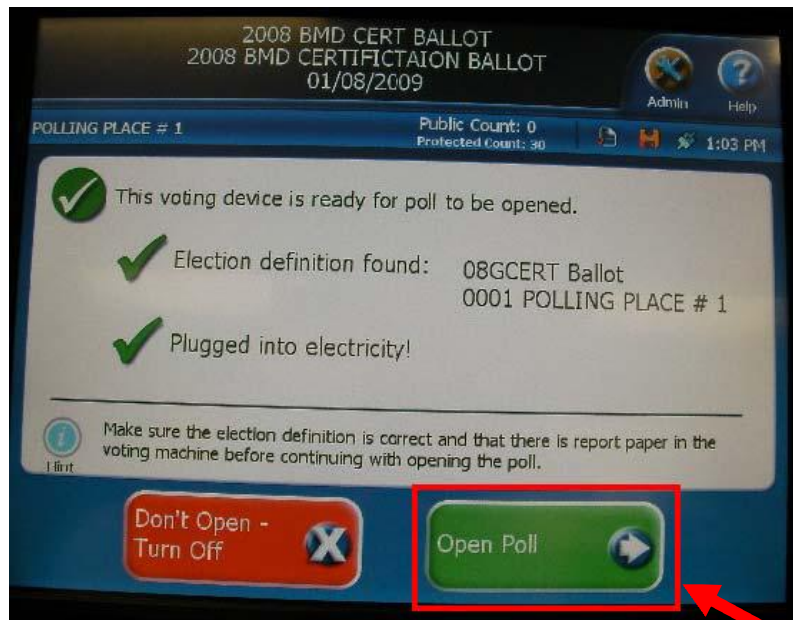 2008 BMD CERT BALLOT
2008 BMD CERTIFICTAION BALLOT
01/08/2009
Admin
Help
POLLING PLACE # 1
Public Count: 0
Protected Count: 30
1:03 PM
This voting device is ready for poll to be opened.
Election definition found: 08GCERT Ballot
0001 POLLING PLACE # 1
Plugged into electricity!
Hint
Make sure the election definition is correct and that there is report paper in the
voting machine before continuing with opening the poll.
Don't Open -
Turn Off
Open Poll